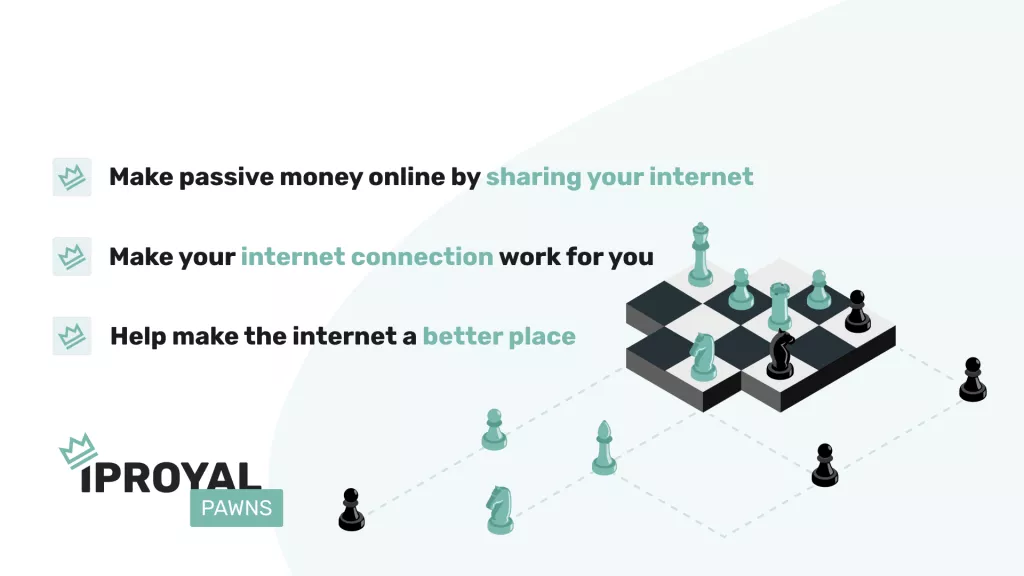 Make passive money online by sharing your internet
Make your internet connection work for you
Help make the internet a better place
IPROYAL
PAWNS